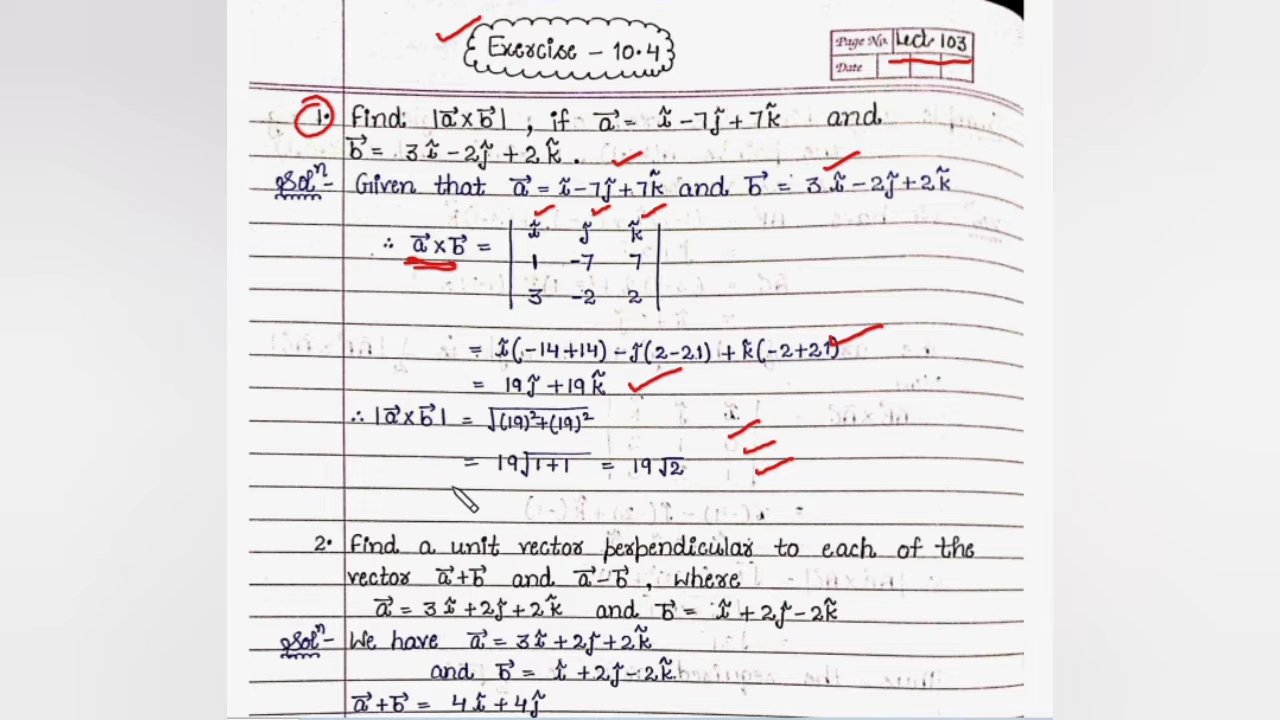 Exercise - 10.4
Page No. Lect-103
Date
1. Find |a⃗×b⃗|, if a⃗ = î - 7ĵ + 7k̂ and
b⃗ = 3î - 2ĵ + 2k̂.
Solⁿ- Given that a⃗ = î - 7ĵ + 7k̂ and b⃗ = 3î - 2ĵ + 2k̂
∴ a⃗×b⃗ = | î ĵ k̂ |
| 1 -7 7 |
| 3 -2 2 |
= î(-14+14) - ĵ(2-21) + k̂(-2+21)
= 19ĵ + 19k̂
∴ |a⃗×b⃗| = √(19)²+(19)²
= 19√1+1 = 19√2
2. Find a unit vector perpendicular to each of the
vector a⃗+b⃗ and a⃗-b⃗, where
a⃗ = 3î + 2ĵ + 2k̂ and b⃗ = î + 2ĵ - 2k̂
Solⁿ- We have a⃗ = 3î + 2ĵ + 2k̂
and b⃗ = î + 2ĵ - 2k̂
a⃗+b⃗ = 4î + 4ĵ